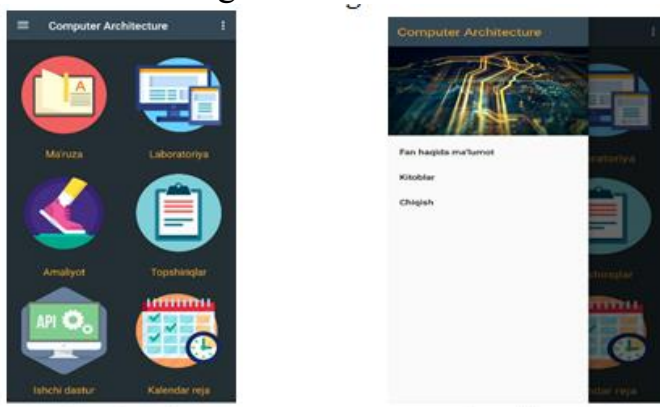 Computer Architecture
A
Ma'ruza
Laboratoriya
Amaliyot
Topshiriqlar
API
Ishchi dastur
Kalendar reja
Computer Architecture
Fan haqida ma'lumot
Kitoblar
Chiqish